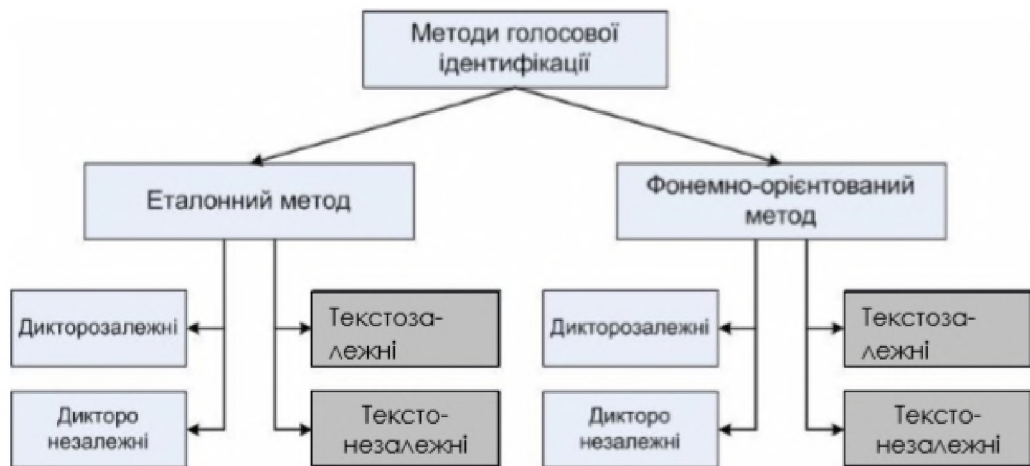 Методи голосової
ідентифікації
Еталонний метод
Фонемно-орієнтований
метод
Дикторозалежні
Текстоза-
лежні
Дикторозалежні
Текстоза-
лежні
Дикторо
незалежні
Тексто-
незалежні
Дикторо
незалежні
Тексто-
незалежні